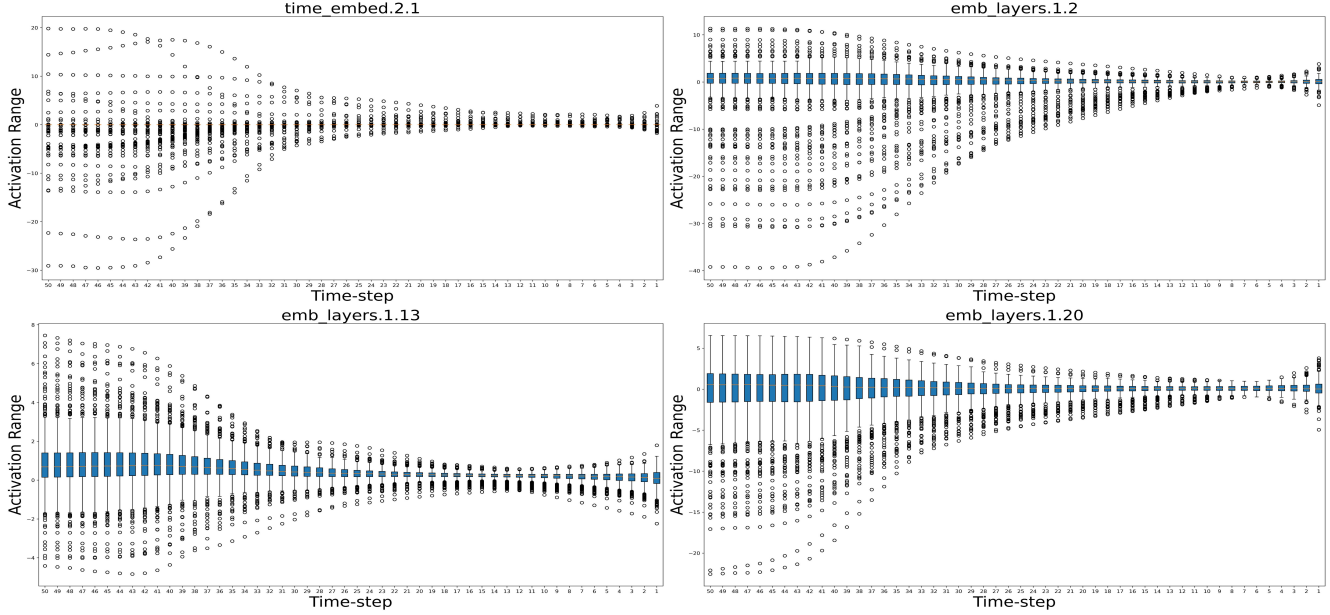 time_embed.2.1
Activation Range
20
10
0
−10
−20
−30
50 49 48 47 46 45 44 43 42 41 40 39 38 37 36 35 34 33 32 31 30 29 28 27 26 25 24 23 22 21 20 19 18 17 16 15 14 13 12 11 10 9 8 7 6 5 4 3 2 1
Time-step
emb_layers.1.2
Activation Range
10
0
−10
−20
−30
−40
50 49 48 47 46 45 44 43 42 41 40 39 38 37 36 35 34 33 32 31 30 29 28 27 26 25 24 23 22 21 20 19 18 17 16 15 14 13 12 11 10 9 8 7 6 5 4 3 2 1
Time-step
emb_layers.1.13
Activation Range
8
6
4
2
0
−2
−4
50 49 48 47 46 45 44 43 42 41 40 39 38 37 36 35 34 33 32 31 30 29 28 27 26 25 24 23 22 21 20 19 18 17 16 15 14 13 12 11 10 9 8 7 6 5 4 3 2 1
Time-step
emb_layers.1.20
Activation Range
5
0
−5
−10
−15
−20
50 49 48 47 46 45 44 43 42 41 40 39 38 37 36 35 34 33 32 31 30 29 28 27 26 25 24 23 22 21 20 19 18 17 16 15 14 13 12 11 10 9 8 7 6 5 4 3 2 1
Time-step